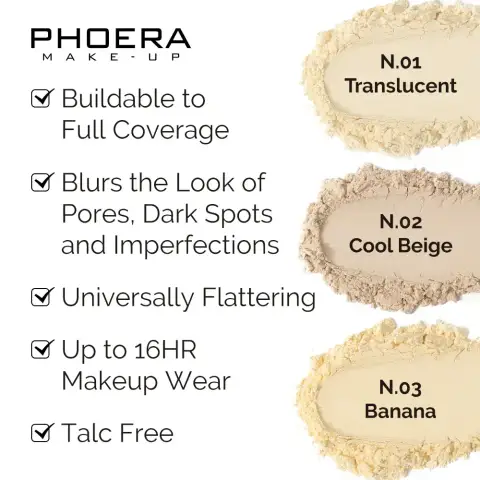 PHOERA
MAKE-UP
Buildable to
Full Coverage
Blurs the Look of
Pores, Dark Spots
and Imperfections
Universally Flattering
Up to 16HR
Makeup Wear
Talc Free
N.01
Translucent
N.02
Cool Beige
N.03
Banana